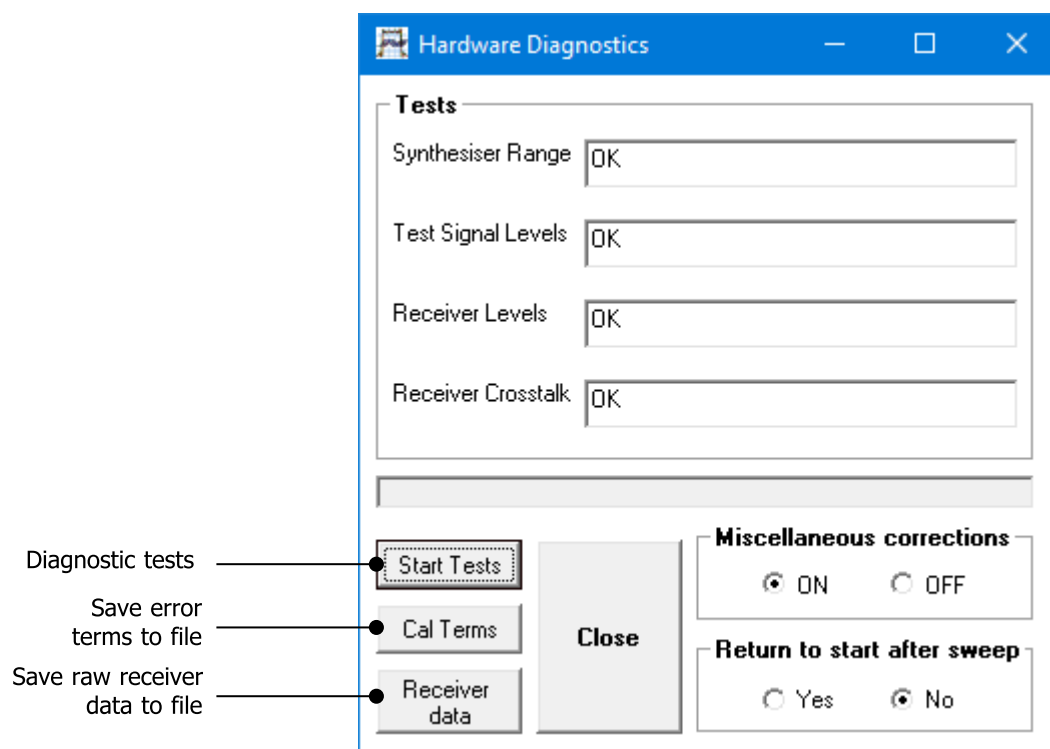 Hardware Diagnostics
Tests
Synthesiser Range
OK
Test Signal Levels
OK
Receiver Levels
OK
Receiver Crosstalk
OK
Diagnostic tests
Start Tests
Save error
terms to file
Cal Terms
Save raw receiver
data to file
Receiver
data
Close
Miscellaneous corrections
ON OFF
Return to start after sweep
Yes No